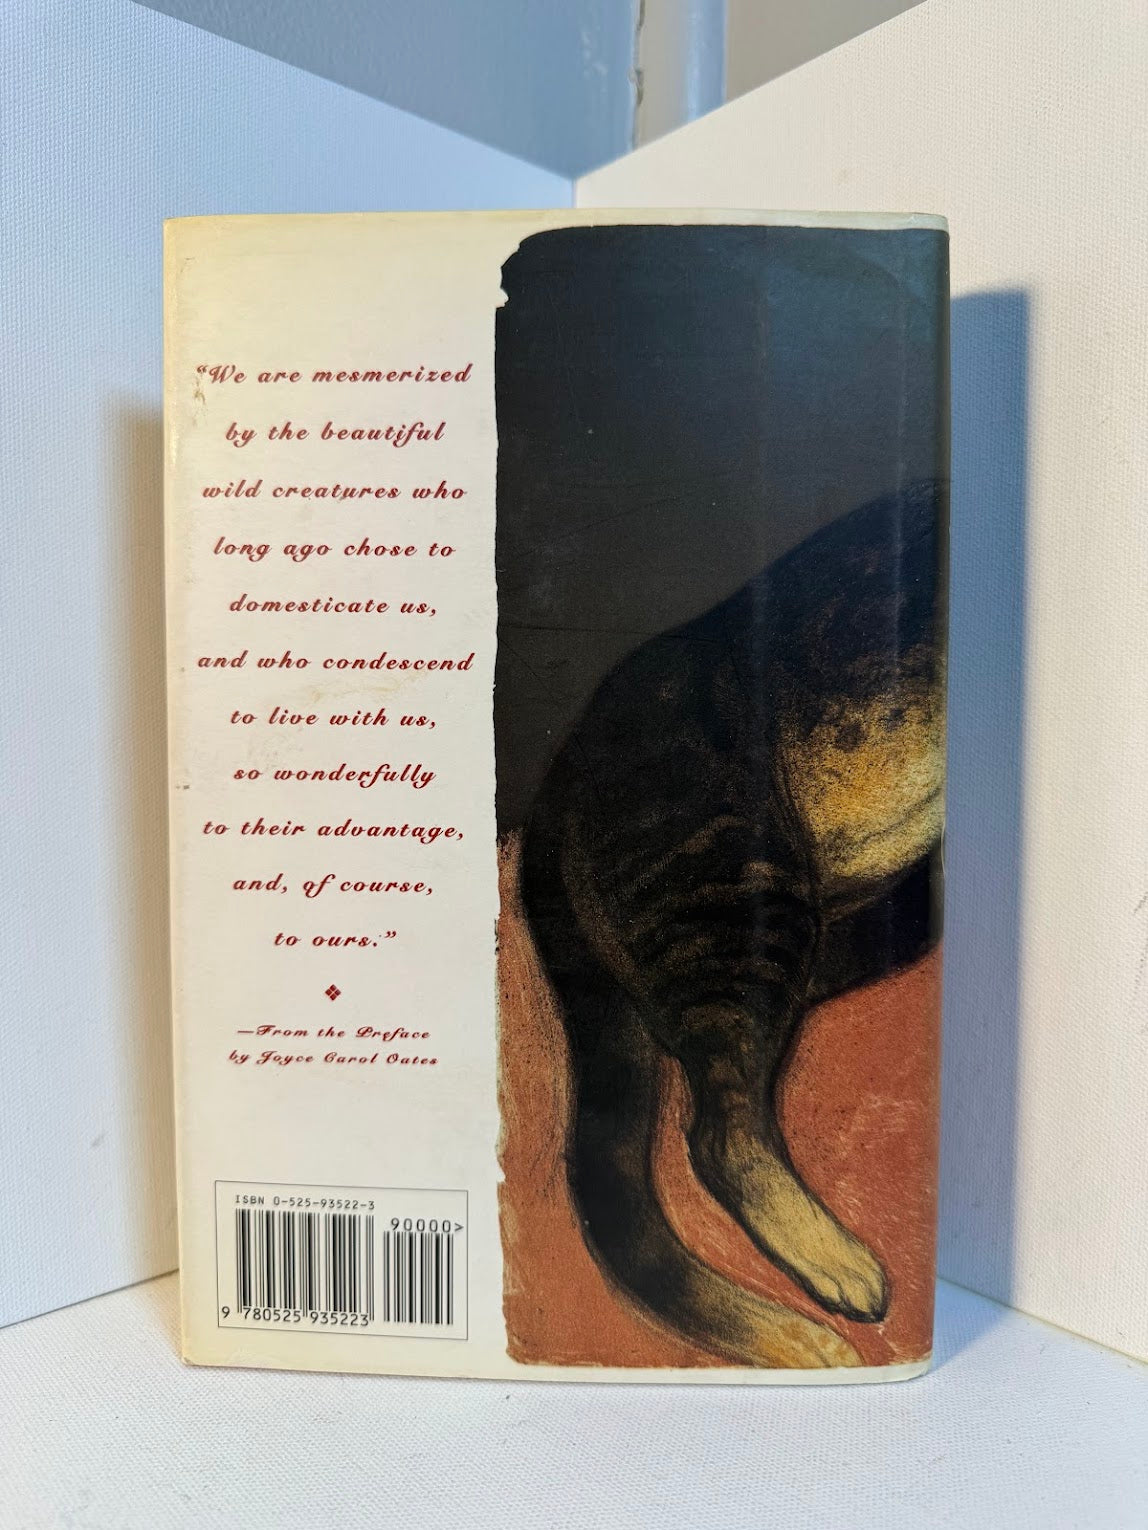 “We are mesmerized
by the beautiful
wild creatures who
long ago chose to
domesticate us,
and who condescend
to live with us,
so wonderfully
to their advantage,
and, of course,
to ours.”
—From the Preface
by Joyce Carol Oates
ISBN 0-525-93522-3
90000>
9 780525 935223